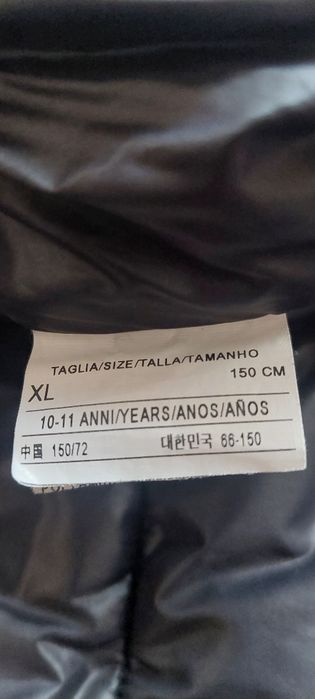 TAGLIA/SIZE/TALLA/TAMANHO
XL 150 CM
10-11 ANNI/YEARS/ANOS/AÑOS
中国 150/72 대한민국 66-150